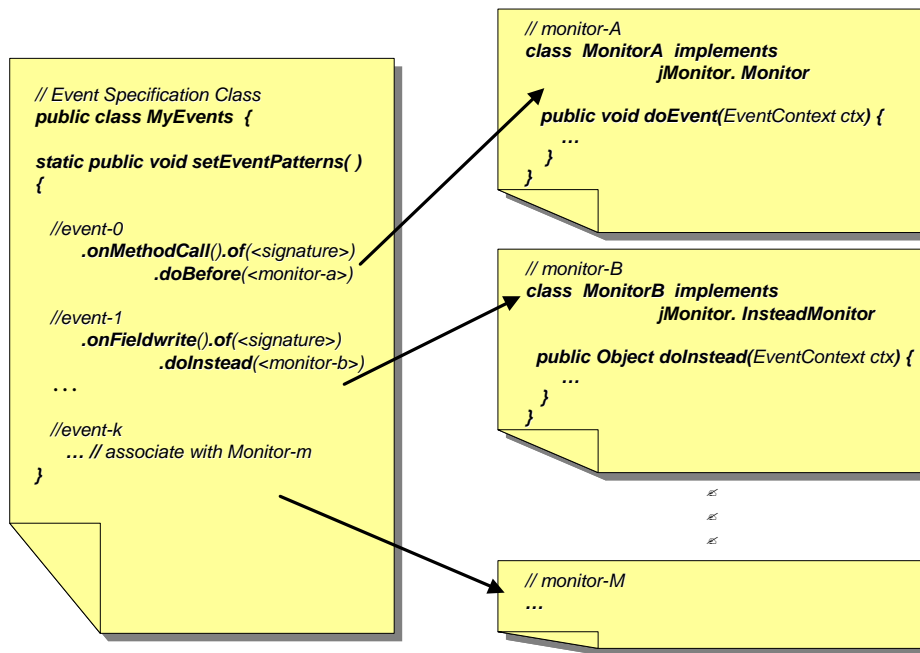 // Event Specification Class
public class MyEvents {
static public void setEventPatterns( )
{
//event-0
.onMethodCall().of(<signature>)
.doBefore(<monitor-a>)
//event-1
.onFieldwrite().of(<signature>)
.doInstead(<monitor-b>)
...
//event-k
... // associate with Monitor-m
}
// monitor-A
class MonitorA implements
jMonitor. Monitor
public void doEvent(EventContext ctx) {
...
}
}
// monitor-B
class MonitorB implements
jMonitor. InsteadMonitor
public Object doInstead(EventContext ctx) {
...
}
}
// monitor-M
...